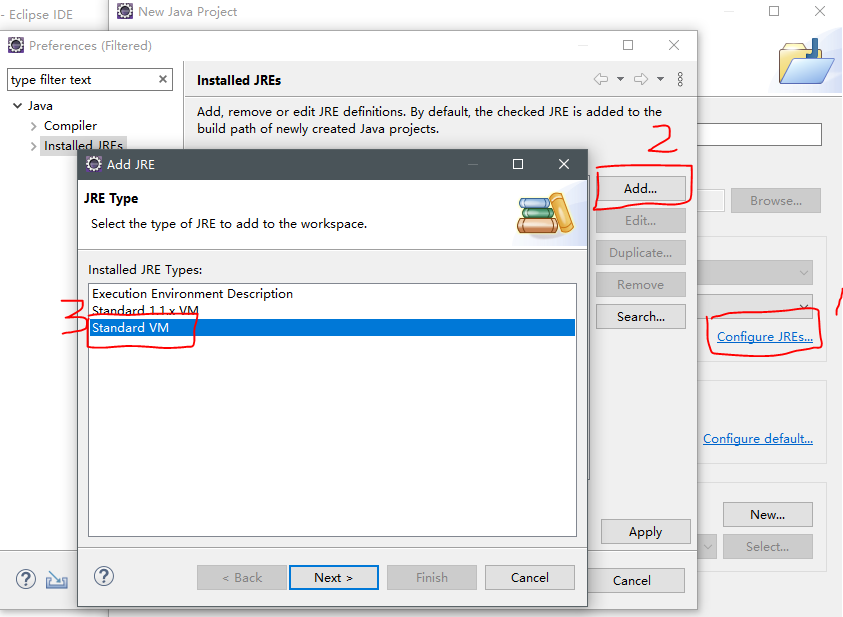 - Eclipse IDE
New Java Project
Preferences (Filtered)
type filter text
Java
Compiler
Installed JREs
Installed JREs
Add, remove or edit JRE definitions. By default, the checked JRE is added to the
build path of newly created Java projects.
2
Add...
Edit...
Duplicate...
Remove
Search...
Apply
Cancel
Add JRE
JRE Type
Select the type of JRE to add to the workspace.
Installed JRE Types:
Execution Environment Description
Standard 1.1.x VM
3
Standard VM
< Back
Next >
Finish
Cancel
Browse...
1
Configure JREs...
Configure default...
New...
Select...